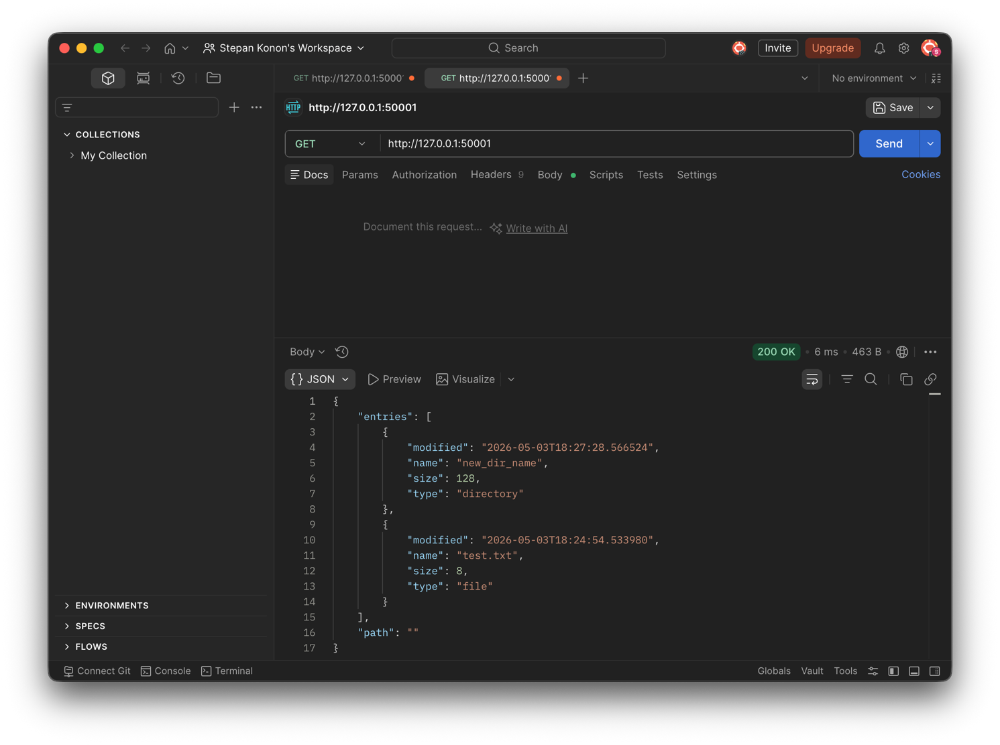 Stepan Konon's Workspace
Search
Invite
Upgrade
GET http://127.0.0.1:5000
GET http://127.0.0.1:5000
No environment
HTTP http://127.0.0.1:50001
Save
COLLECTIONS
My Collection
GET http://127.0.0.1:50001
Send
Docs Params Authorization Headers 9 Body Scripts Tests Settings Cookies
Document this request... Write with AI
Body
200 OK • 6 ms • 463 B •
{} JSON Preview Visualize
1 {
2 "entries": [
3 {
4 "modified": "2026-05-03T18:27:28.566524",
5 "name": "new_dir_name",
6 "size": 128,
7 "type": "directory"
8 },
9 {
10 "modified": "2026-05-03T18:24:54.533980",
11 "name": "test.txt",
12 "size": 8,
13 "type": "file"
14 }
15 ],
16 "path": ""
17 }
ENVIRONMENTS
SPECS
FLOWS
Connect Git Console Terminal
Globals Vault Tools